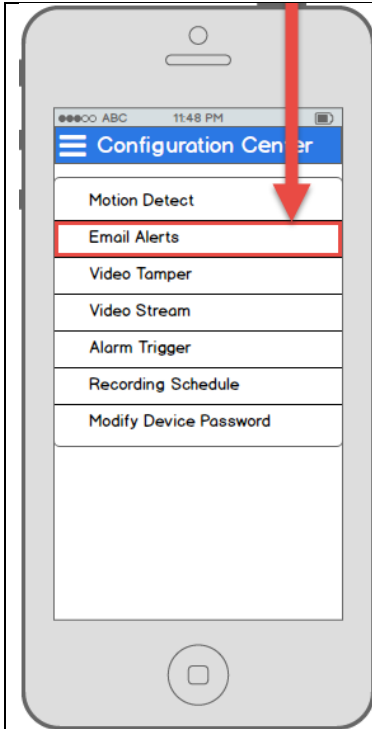 ABC 11:48 PM
Configuration Center
Motion Detect
Email Alerts
Video Tamper
Video Stream
Alarm Trigger
Recording Schedule
Modify Device Password